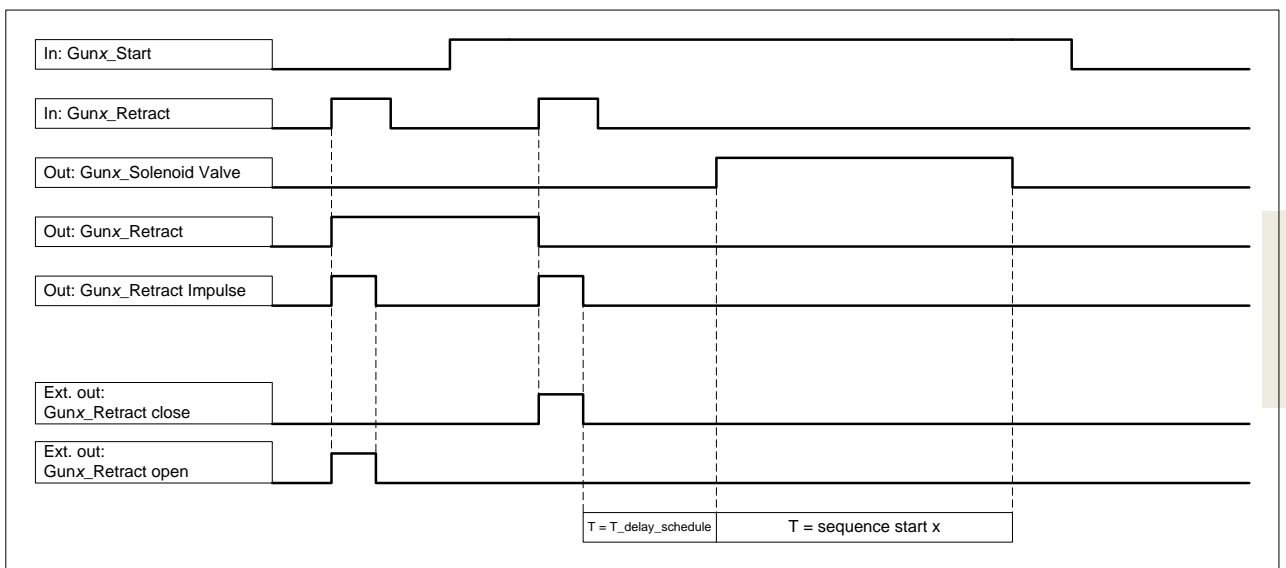 In: Gunx_Start
In: Gunx_Retract
Out: Gunx_Solenoid Valve
Out: Gunx_Retract
Out: Gunx_Retract Impulse
Ext. out:
Gunx_Retract close
Ext. out:
Gunx_Retract open
T = T_delay_schedule
T = sequence start x